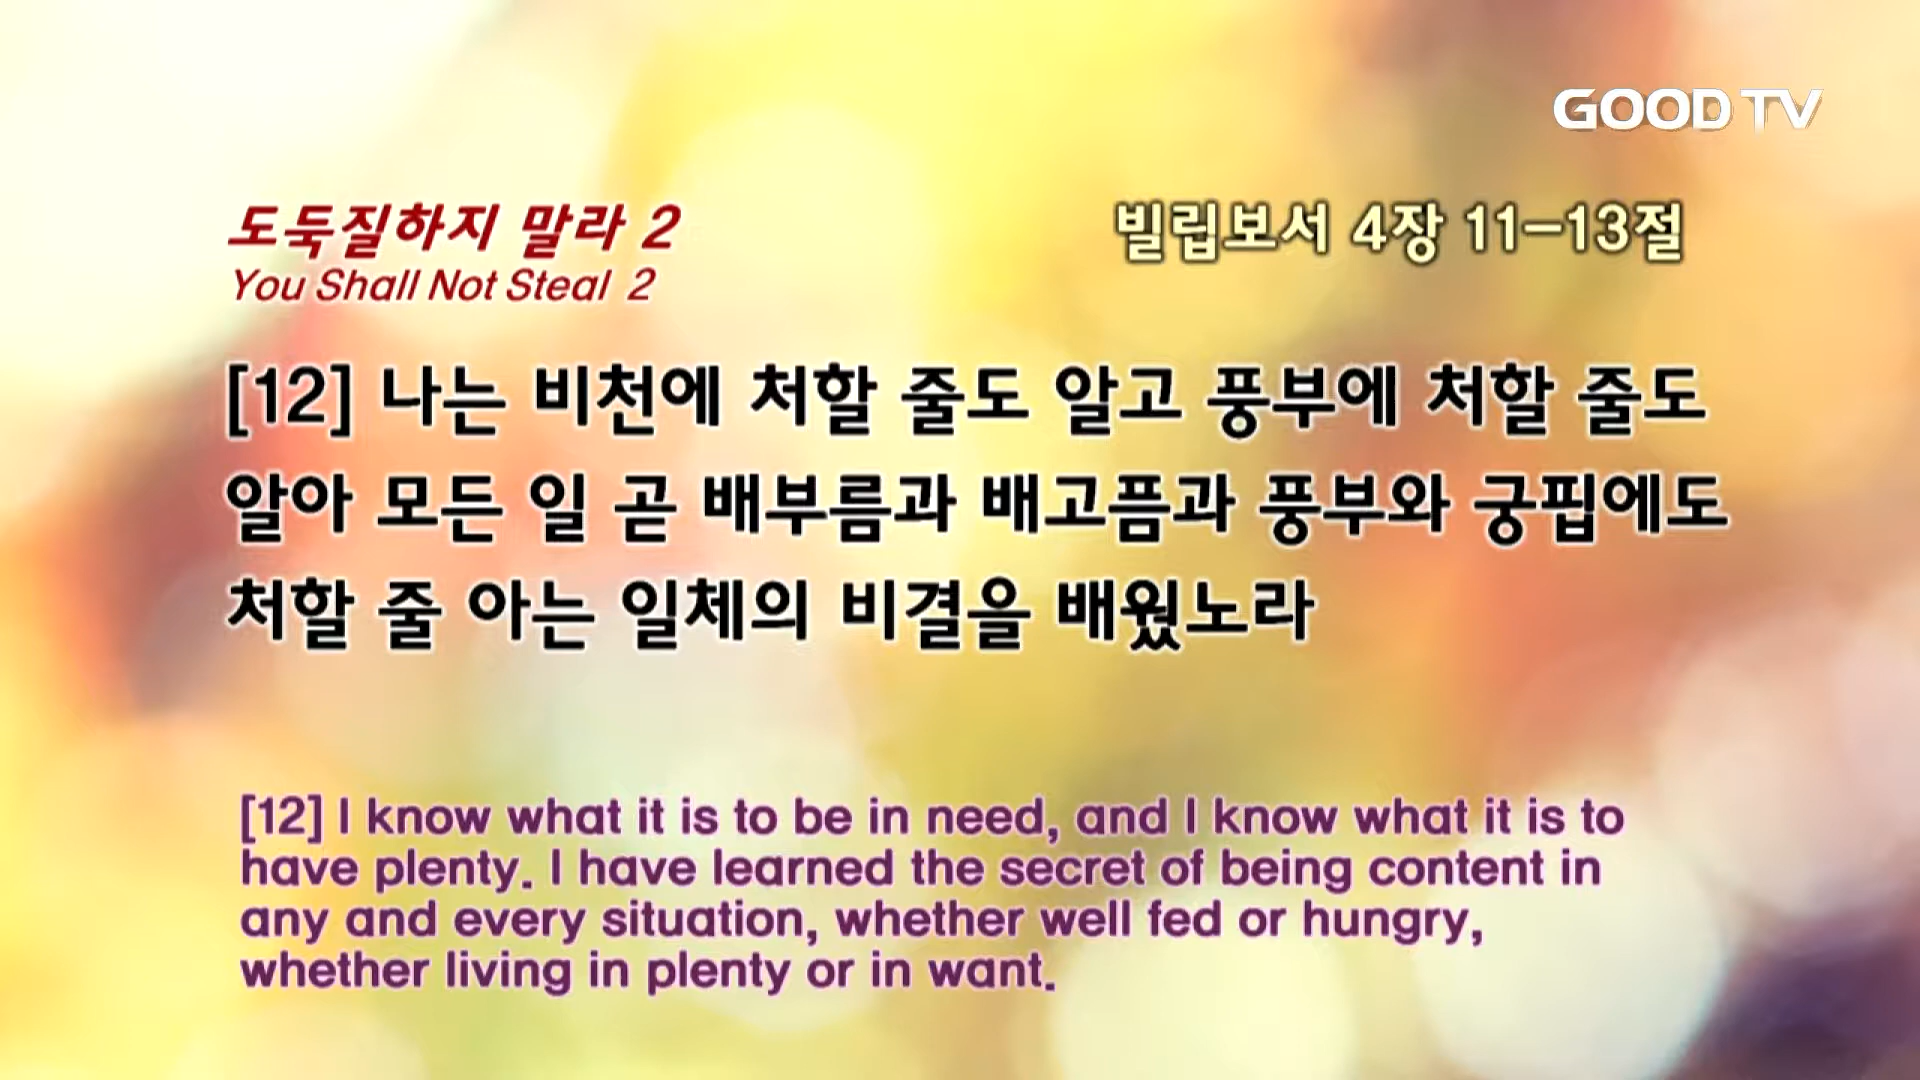 GOOD TV
도둑질하지 말라 2
You Shall Not Steal 2
빌립보서 4장 11-13절
[12] 나는 비천에 처할 줄도 알고 풍부에 처할 줄도
알아 모든 일 곧 배부름과 배고픔과 풍부와 궁핍에도
처할 줄 아는 일체의 비결을 배웠노라
[12] I know what it is to be in need, and I know what it is to
have plenty. I have learned the secret of being content in
any and every situation, whether well fed or hungry,
whether living in plenty or in want.